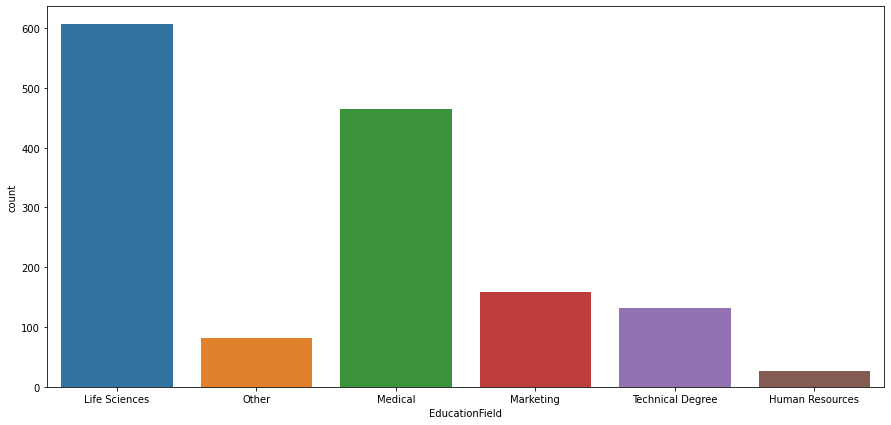 600
500
400
300
200
100
0
count
Life Sciences Other Medical Marketing Technical Degree Human Resources
EducationField